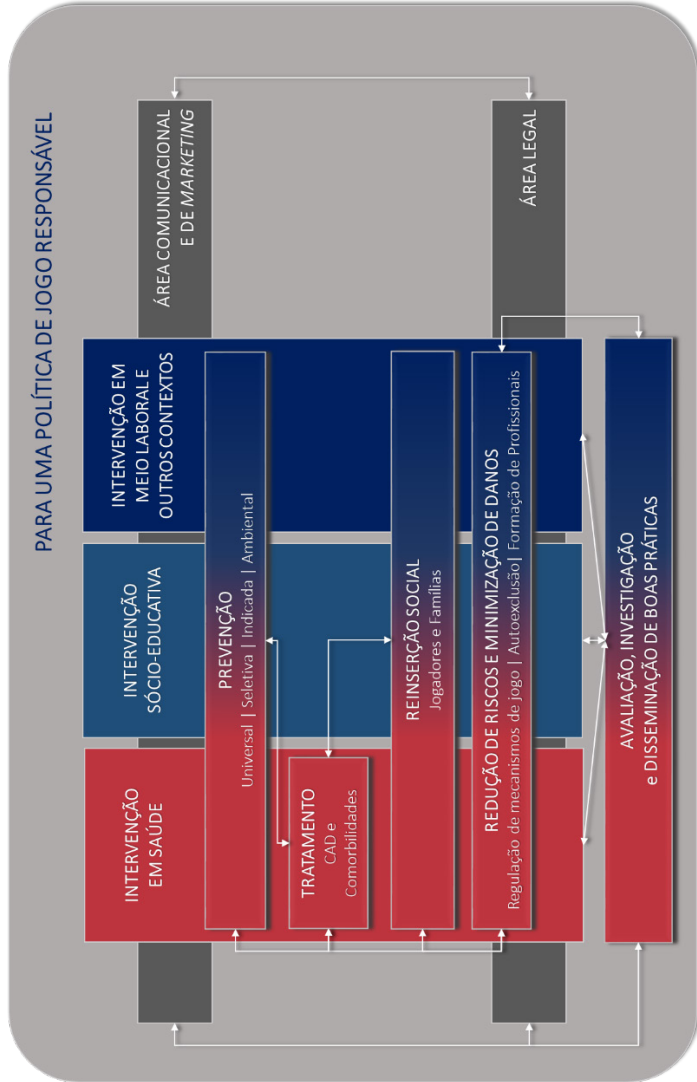 PARA UMA POLÍTICA DE JOGO RESPONSÁVEL
INTERVENÇÃO
EM SAÚDE
INTERVENÇÃO
SÓCIO-EDUCATIVA
INTERVENÇÃO EM
MEIO LABORAL E
OUTROS CONTEXTOS
ÁREA COMUNICACIONAL
E DE MARKETING
PREVENÇÃO
Universal | Seletiva | Indicada | Ambiental
TRATAMENTO
CAD e
Comorbilidades
REINSERÇÃO SOCIAL
Jogadores e Famílias
REDUÇÃO DE RISCOS E MINIMIZAÇÃO DE DANOS
Regulação de mecanismos de jogo | Autoexclusão| Formação de Profissionais
ÁREA LEGAL
AVALIAÇÃO, INVESTIGAÇÃO
e DISSEMINAÇÃO DE BOAS PRÁTICAS